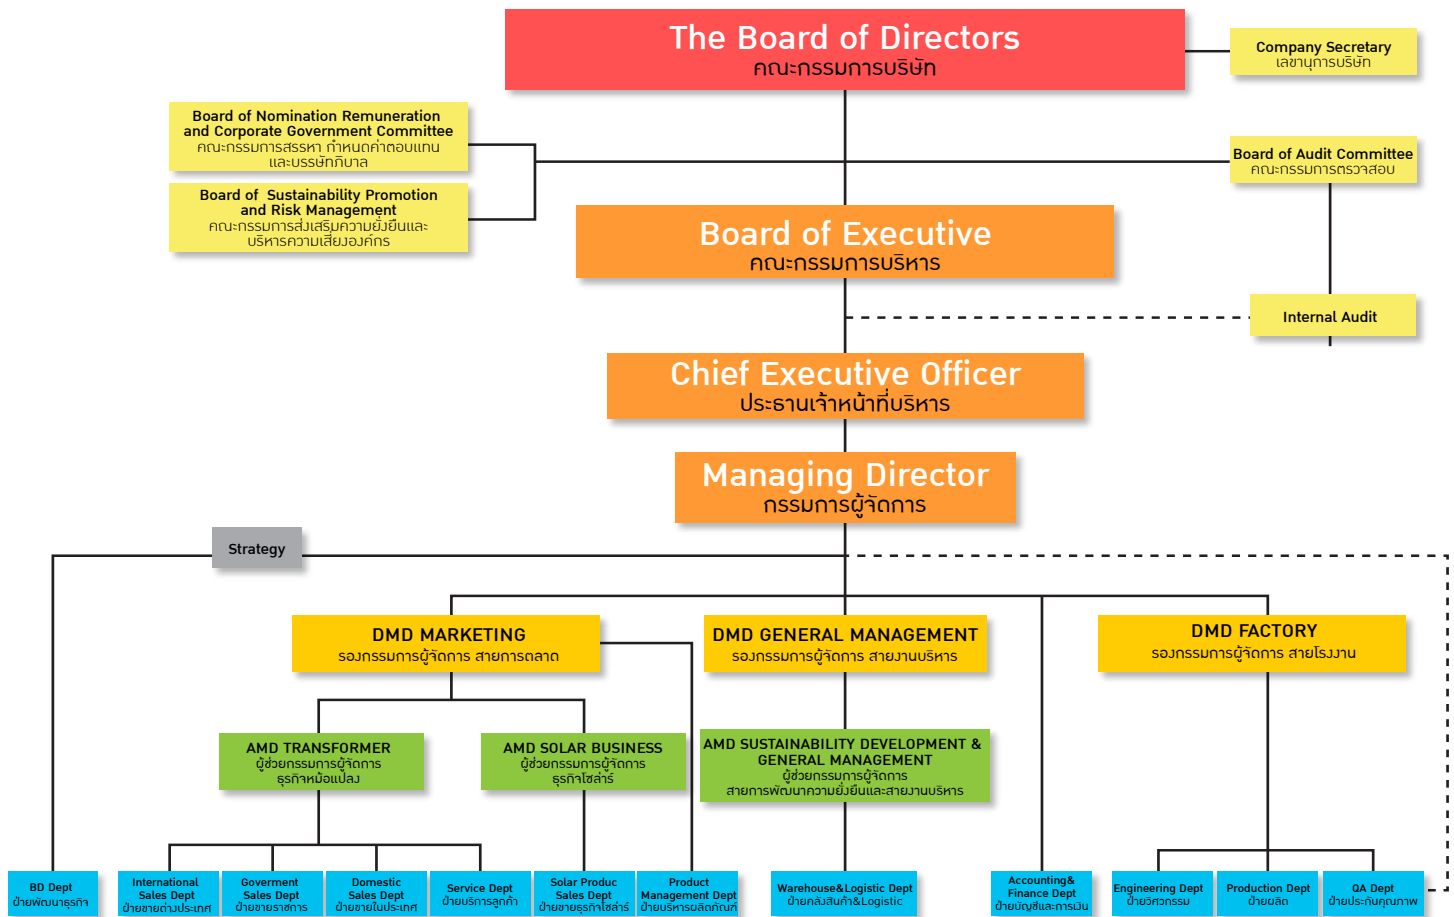 The Board of Directors
คณะกรรมการบริษัท
Company Secretary
เลขานุการบริษัท
Board of Nomination Remuneration
and Corporate Government Committee
คณะกรรมการสรรหา กำหนดค่าตอบแทน
และบรรษัทภิบาล
Board of Audit Committee
คณะกรรมการตรวจสอบ
Board of Sustainability Promotion
and Risk Management
คณะกรรมการส่งเสริมความยั่งยืนและ
บริหารความเสี่ยงองค์กร
Board of Executive
คณะกรรมการบริหาร
Internal Audit
Chief Executive Officer
ประธานเจ้าหน้าที่บริหาร
Managing Director
กรรมการผู้จัดการ
Strategy
DMD MARKETING
รองกรรมการผู้จัดการ สายการตลาด
DMD GENERAL MANAGEMENT
รองกรรมการผู้จัดการ สายงานบริหาร
DMD FACTORY
รองกรรมการผู้จัดการ สายโรงงาน
AMD TRANSFORMER
ผู้ช่วยกรรมการผู้จัดการ
ธุรกิจหม้อแปลง
AMD SOLAR BUSINESS
ผู้ช่วยกรรมการผู้จัดการ
ธุรกิจโซล่าร์
AMD SUSTAINABILITY DEVELOPMENT &
GENERAL MANAGEMENT
ผู้ช่วยกรรมการผู้จัดการ
สายการพัฒนาความยั่งยืนและสายงานบริหาร
BD Dept
ฝ่ายพัฒนาธุรกิจ
International
Sales Dept
ฝ่ายขายต่างประเทศ
Goverment
Sales Dept
ฝ่ายขายราชการ
Domestic
Sales Dept
ฝ่ายขายในประเทศ
Service Dept
ฝ่ายบริการลูกค้า
Solar Produc
Sales Dept
ฝ่ายขายธุรกิจโซล่าร์
Product
Management Dept
ฝ่ายบริหารผลิตภัณฑ์
Warehouse&Logistic Dept
ฝ่ายคลังสินค้า&Logistic
Accounting&
Finance Dept
ฝ่ายบัญชีและการเงิน
Engineering Dept
ฝ่ายวิศวกรรม
Production Dept
ฝ่ายผลิต
QA Dept
ฝ่ายประกันคุณภาพ